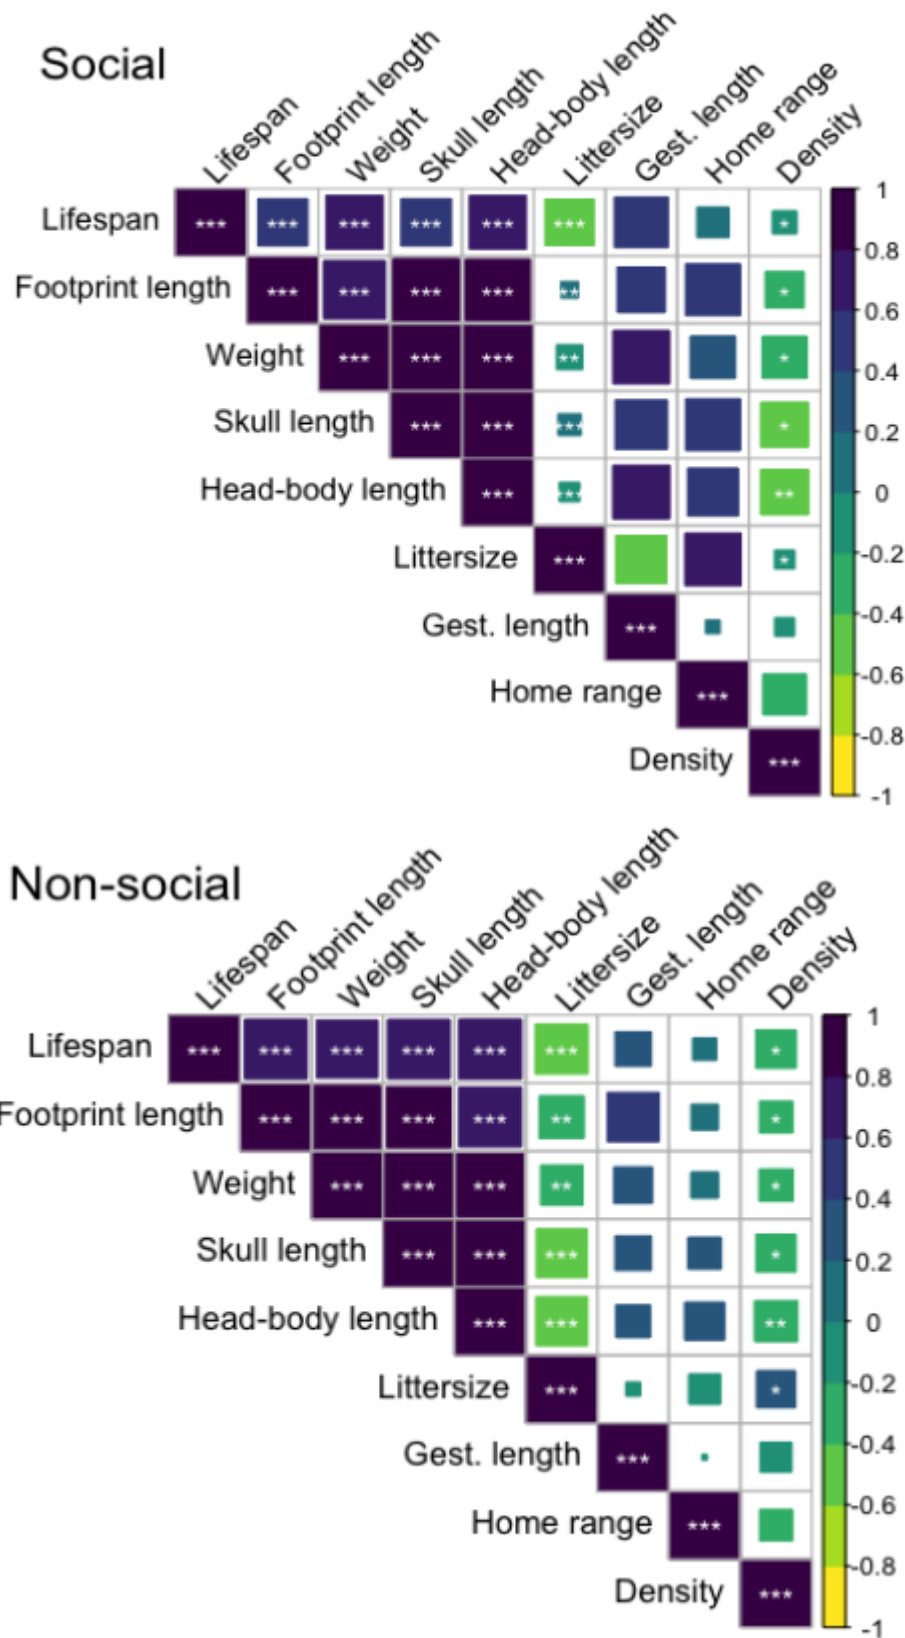 Social
Lifespan
Footprint length
Weight
Skull length
Head-body length
Littersize
Gest. length
Home range
Density
Lifespan *** *** *** *** *** *** *
Footprint length *** *** *** *** ** *
Weight *** *** *** ** *
Skull length *** *** *** *
Head-body length *** *** **
Littersize *** *
Gest. length ***
Home range ***
Density ***
1
0.8
0.6
0.4
0.2
0
-0.2
-0.4
-0.6
-0.8
-1
Non-social
Lifespan
Footprint length
Weight
Skull length
Head-body length
Littersize
Gest. length
Home range
Density
Lifespan *** *** *** *** *** *** *
Footprint length *** *** *** *** ** *
Weight *** *** *** ** *
Skull length *** *** *** *
Head-body length *** *** **
Littersize *** *
Gest. length ***
Home range ***
Density ***
1
0.8
0.6
0.4
0.2
0
-0.2
-0.4
-0.6
-0.8
-1